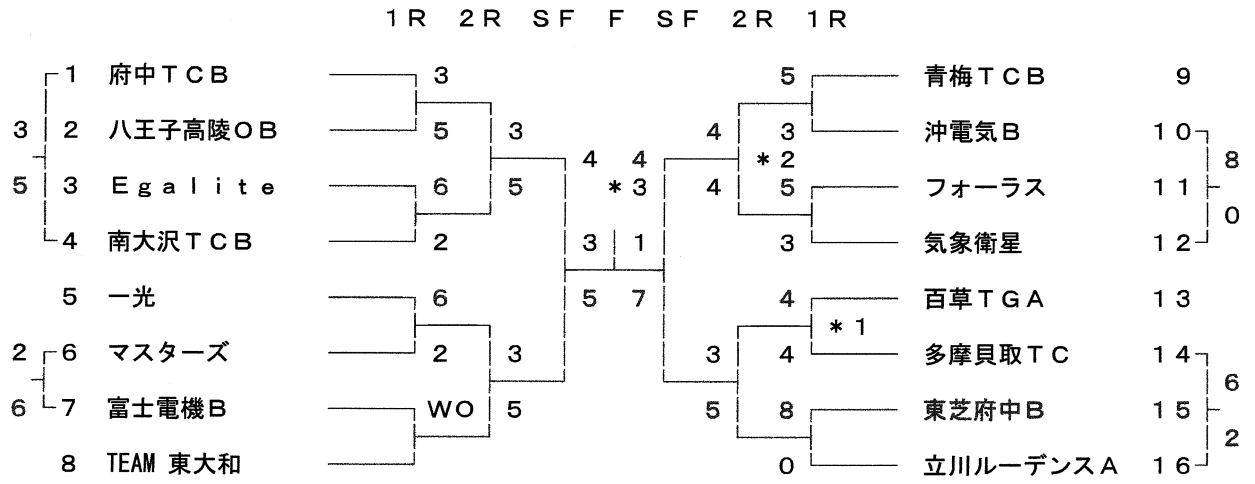 1R 2R SF F SF 2R 1R
1 府中TCB 3 5 青梅TCB 9
3 2 八王子高陵OB 5 3 4 3 沖電気B 10
4 4 *2 8
5 3 Egalite 6 5 *3 4 5 フォーラス 11
0
4 南大沢TCB 2 3 1 3 気象衛星 12
5 一光 6 5 7 4 百草TGA 13
*1
2 6 マスターズ 2 3 3 4 多摩貝取TC 14
6
6 7 富士電機B WO 5 5 8 東芝府中B 15
2
8 TEAM 東大和 0 立川ルーデンスA 16